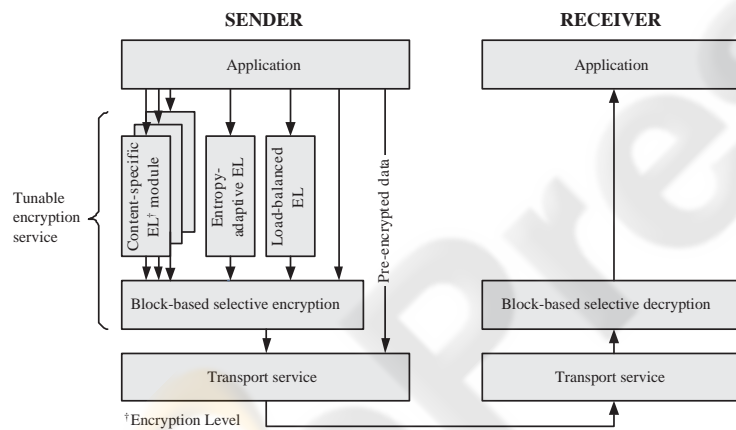 SENDER
RECEIVER
Application
Application
Tunable
encryption
service
Content-specific
EL† module
Entropy-
adaptive EL
Load-balanced
EL
Pre-encrypted data
Block-based selective encryption
Block-based selective decryption
Transport service
Transport service
†Encryption Level